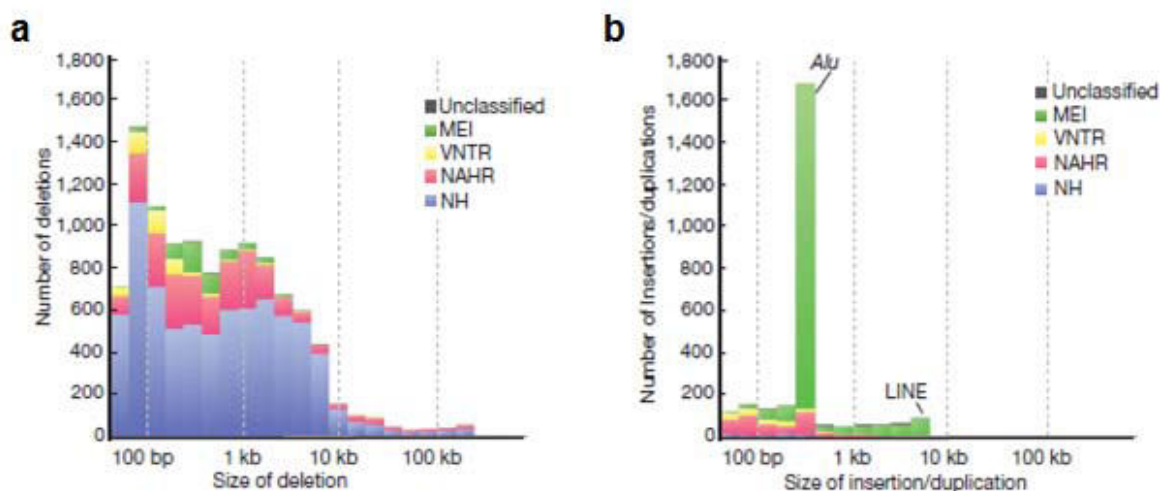 a
Number of deletions
1,800
1,600
1,400
1,200
1,000
800
600
400
200
0
Unclassified
MEI
VNTR
NAHR
NH
100 bp
1 kb
10 kb
100 kb
Size of deletion
b
Number of Insertions/duplications
1,800
1,600
1,400
1,200
1,000
800
600
400
200
0
Alu
Unclassified
MEI
VNTR
NAHR
NH
LINE
100 bp
1 kb
10 kb
100 kb
Size of insertion/duplication